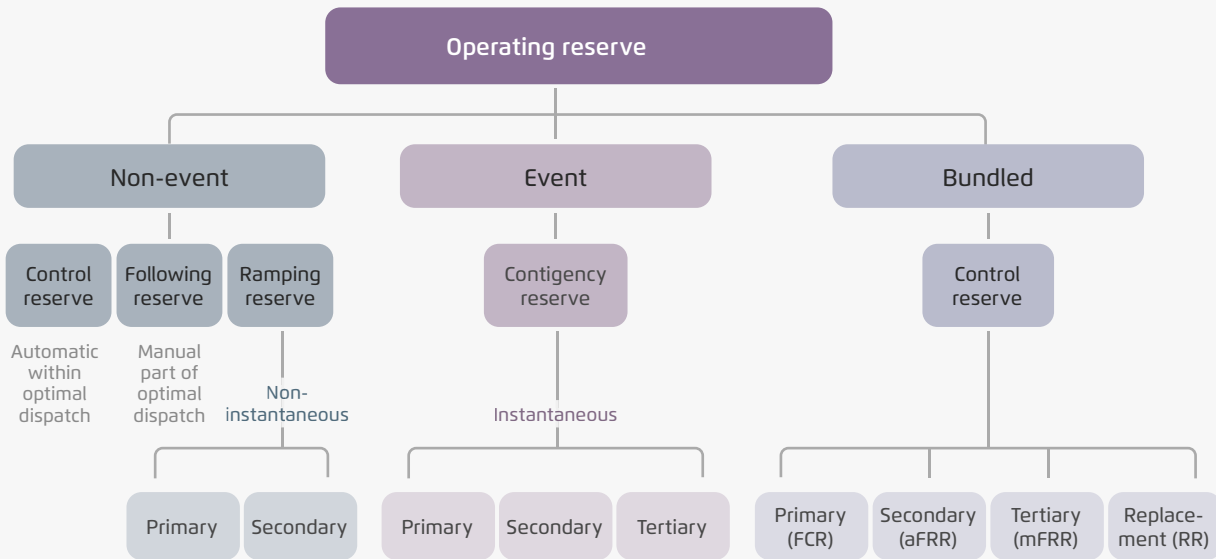 Operating reserve
Non-event
Event
Bundled
Control
reserve
Following
reserve
Ramping
reserve
Contigency
reserve
Control
reserve
Automatic
within
optimal
dispatch
Manual
part of
optimal
dispatch
Non-
instantaneous
Instantaneous
Primary
Secondary
Primary
Secondary
Tertiary
Primary
(FCR)
Secondary
(aFRR)
Tertiary
(mFRR)
Replace-
ment (RR)